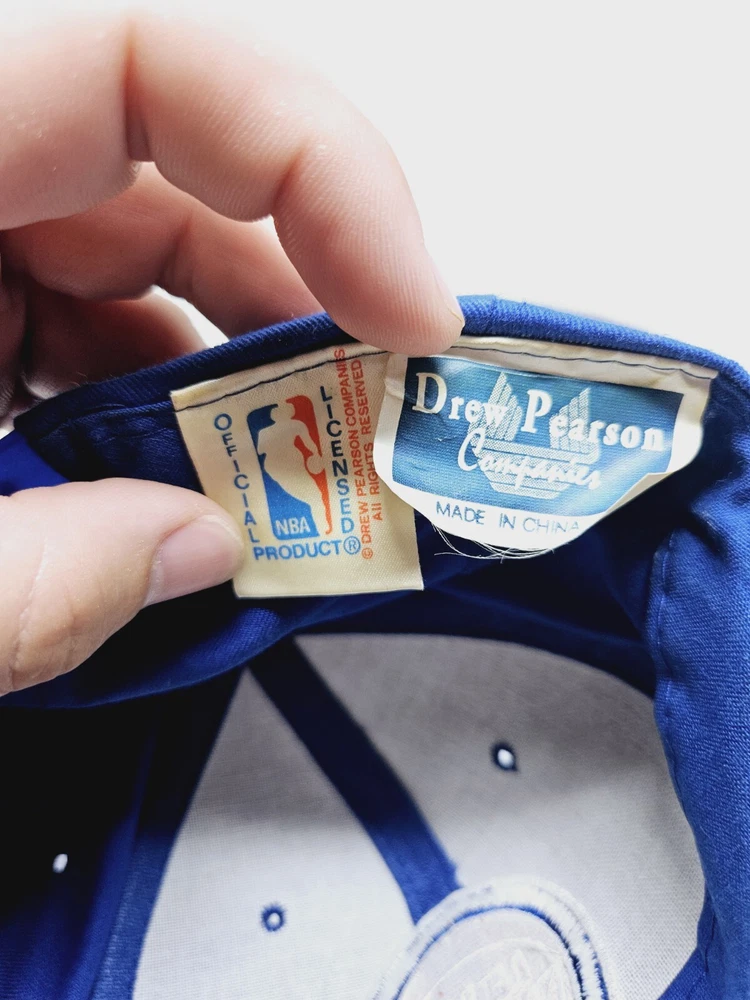 OFFICIAL
LICENSED
NBA
PRODUCT®
© DREW PEARSON COMPANIES
All RIGHTS RESERVED
Drew Pearson
Companies
MADE IN CHINA